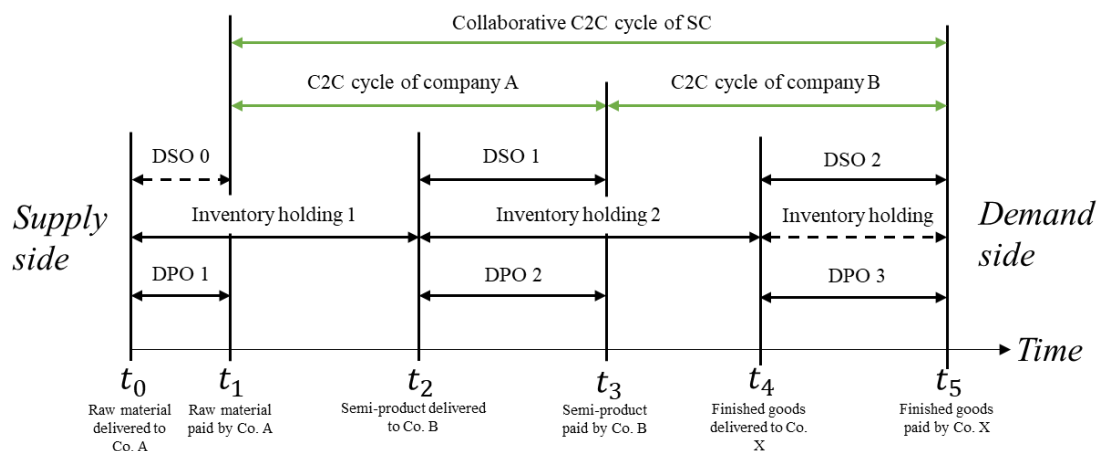 Collaborative C2C cycle of SC
C2C cycle of company A
C2C cycle of company B
DSO 0
DSO 1
DSO 2
Supply
side
Inventory holding 1
Inventory holding 2
Inventory holding
Demand
side
DPO 1
DPO 2
DPO 3
Time
t0
t1
t2
t3
t4
t5
Raw material
delivered to
Co. A
Raw material
paid by Co. A
Semi-product delivered
to Co. B
Semi-product
paid by Co. B
Finished goods
delivered to Co.
X
Finished goods
paid by Co. X